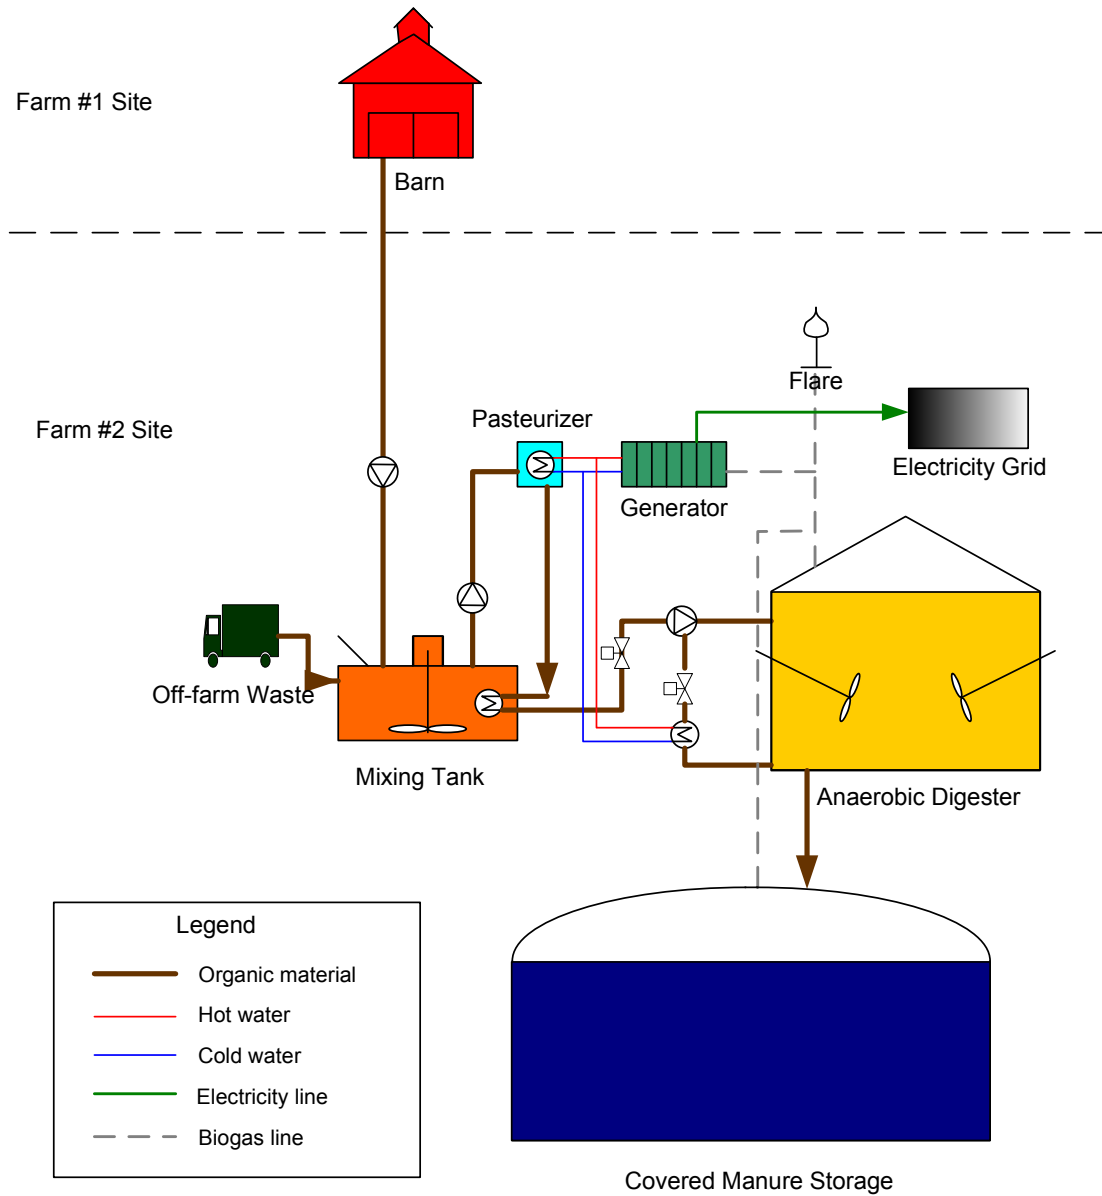 Farm #1 Site
Barn
Flare
Farm #2 Site
Pasteurizer
Electricity Grid
Generator
Off-farm Waste
Mixing Tank
Anaerobic Digester
Legend
Organic material
Hot water
Cold water
Electricity line
Biogas line
Covered Manure Storage